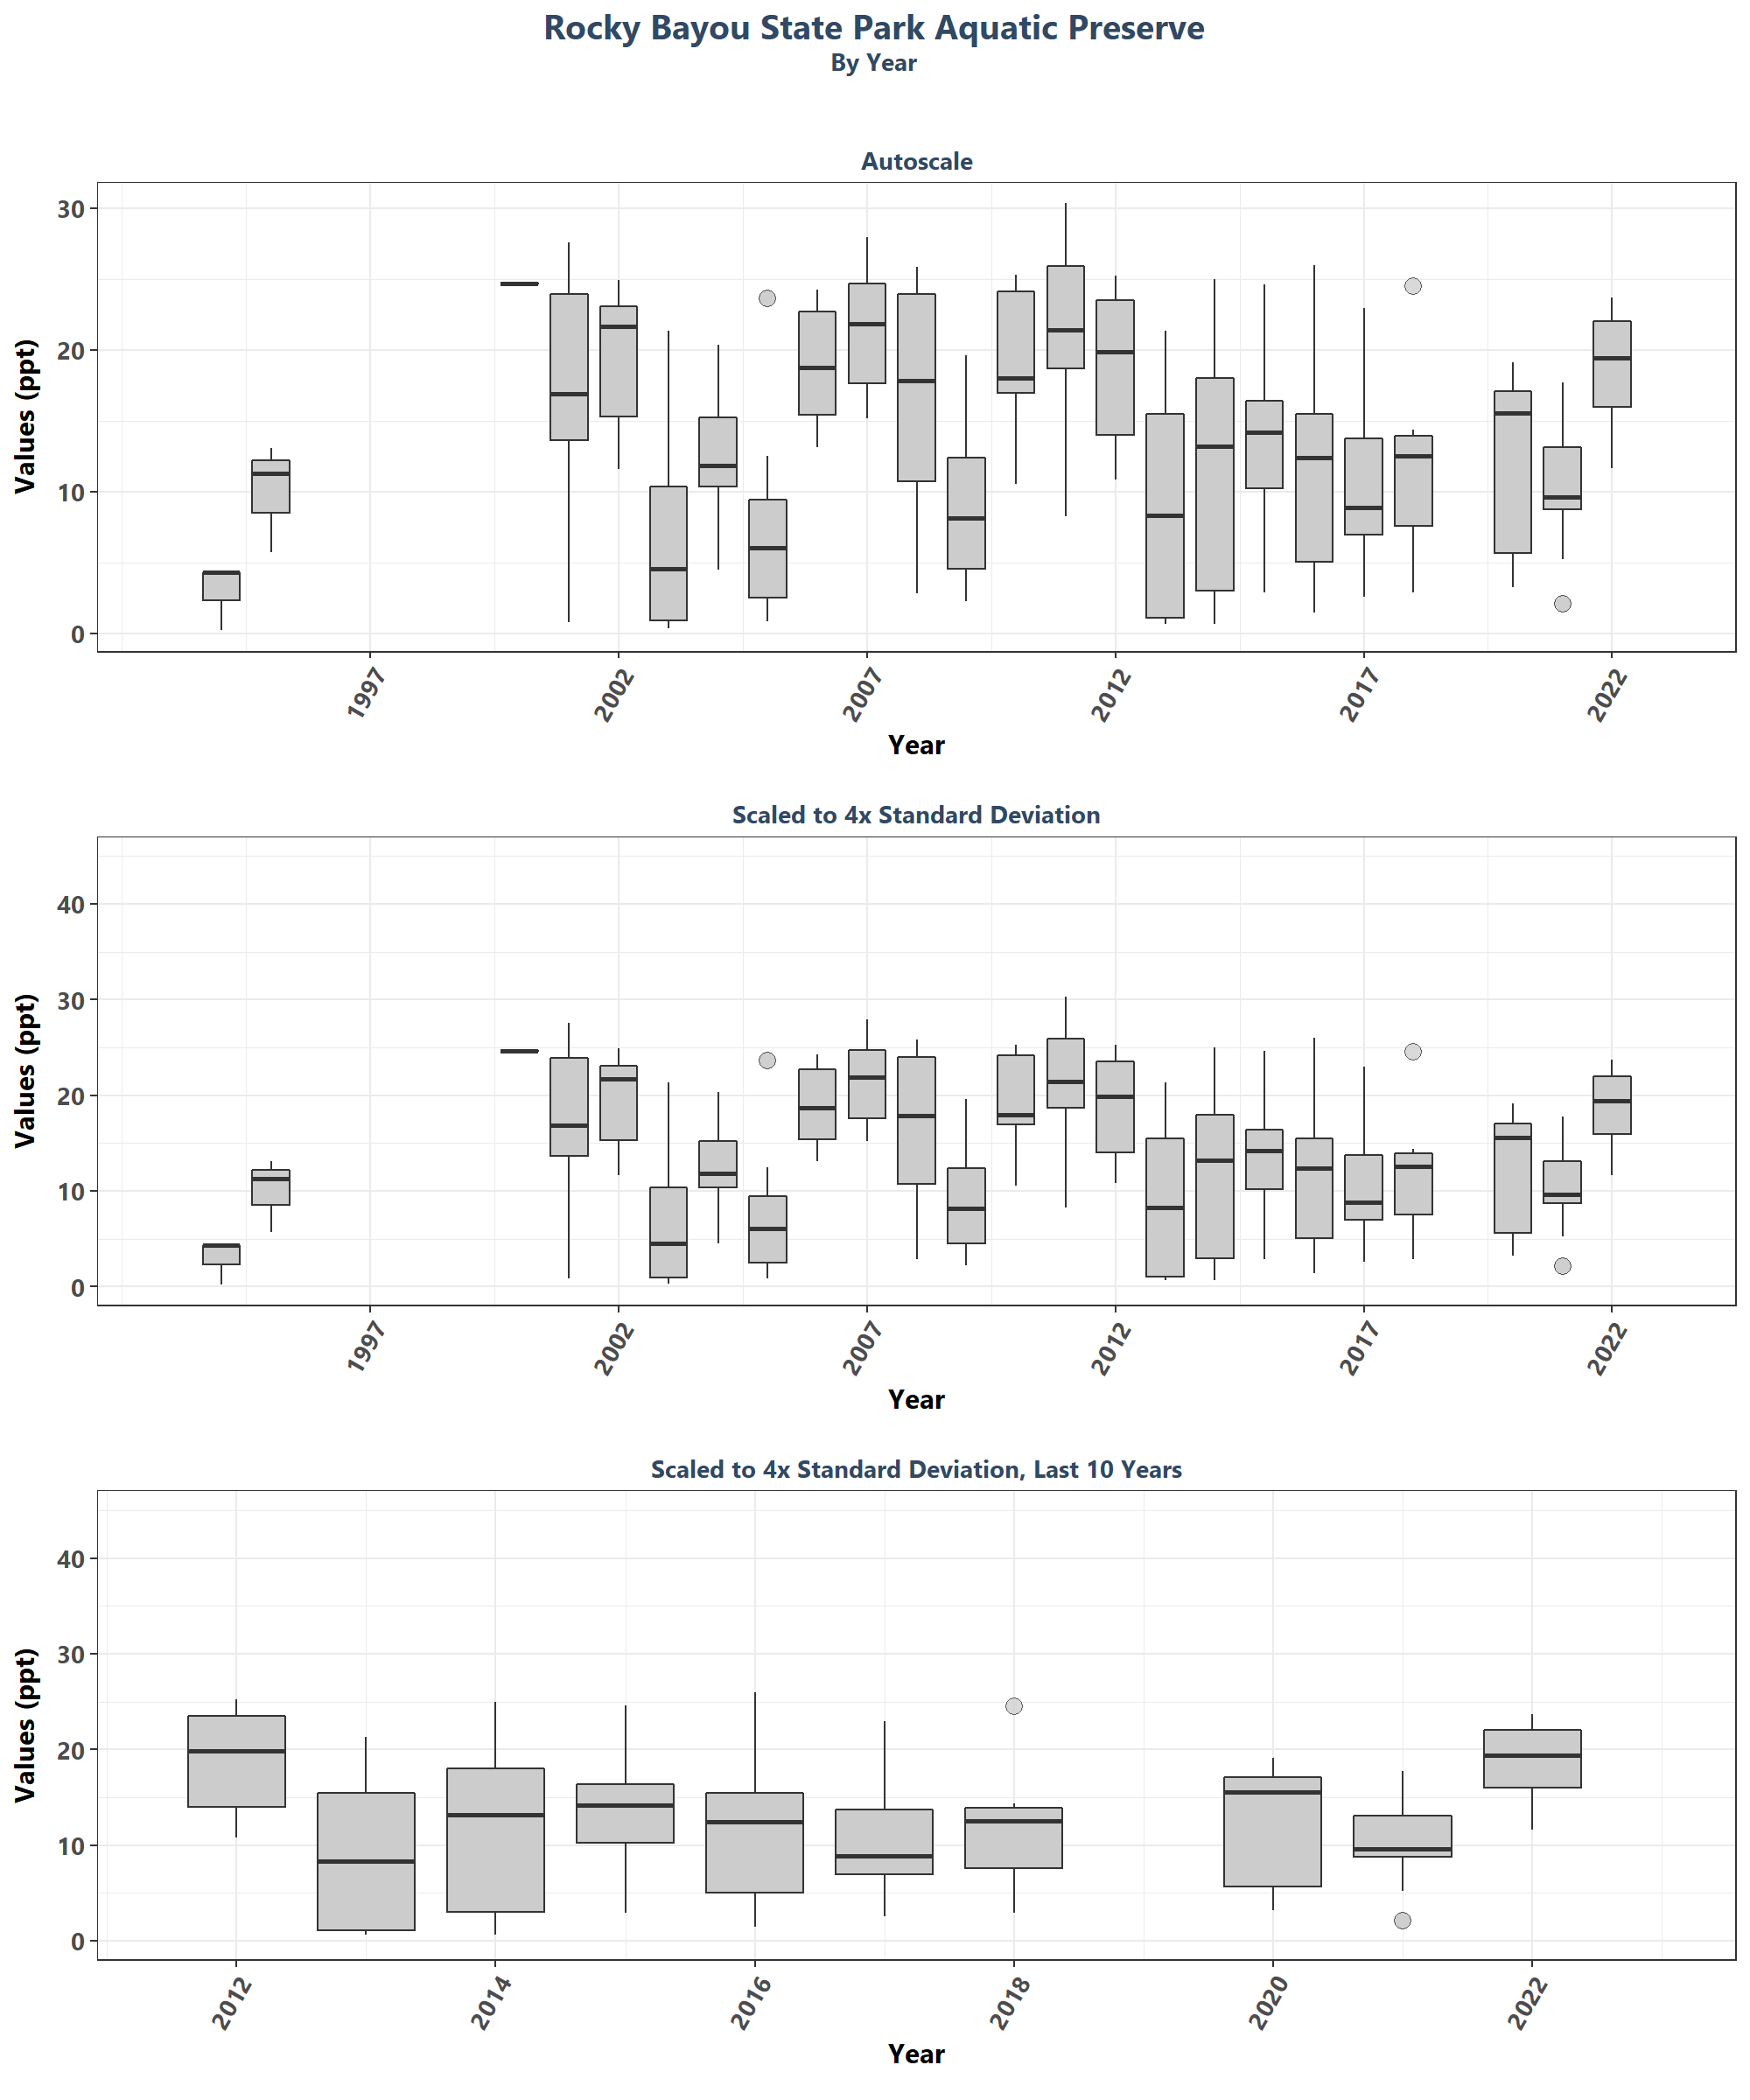 Rocky Bayou State Park Aquatic Preserve
By Year
Autoscale
Values (ppt)
30
20
10
0
1997 2002 2007 2012 2017 2022
Year
Scaled to 4x Standard Deviation
Values (ppt)
40
30
20
10
0
1997 2002 2007 2012 2017 2022
Year
Scaled to 4x Standard Deviation, Last 10 Years
Values (ppt)
40
30
20
10
0
2012 2014 2016 2018 2020 2022
Year